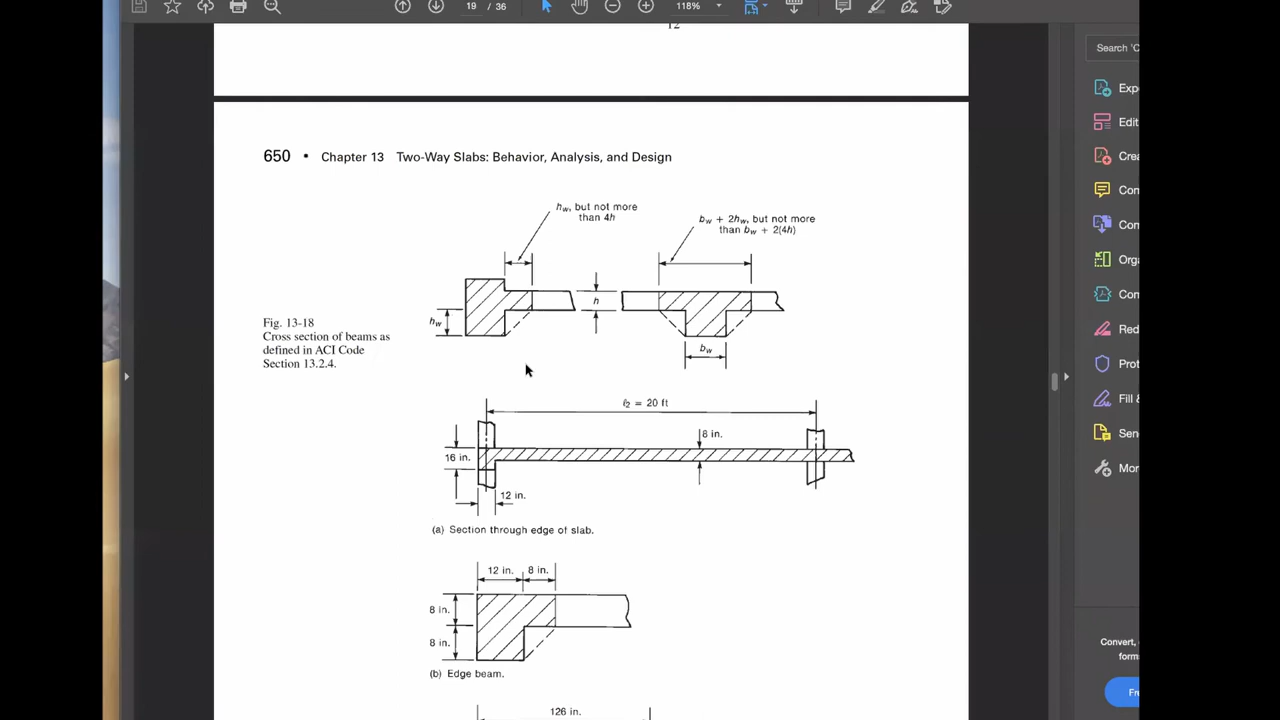 19 / 36
118%
12
Search 'C
650 • Chapter 13 Two-Way Slabs: Behavior, Analysis, and Design
hw, but not more
than 4h
bw + 2hw, but not more
than bw + 2(4h)
h
hw
bw
Fig. 13-18
Cross section of beams as
defined in ACI Code
Section 13.2.4.
ℓ2 = 20 ft
8 in.
16 in.
12 in.
(a) Section through edge of slab.
12 in. 8 in.
8 in.
8 in.
(b) Edge beam.
126 in.
Exp
Edit
Crea
Con
Con
Orga
Con
Red
Prot
Fill &
Sen
Mor
Convert,
form
Fre